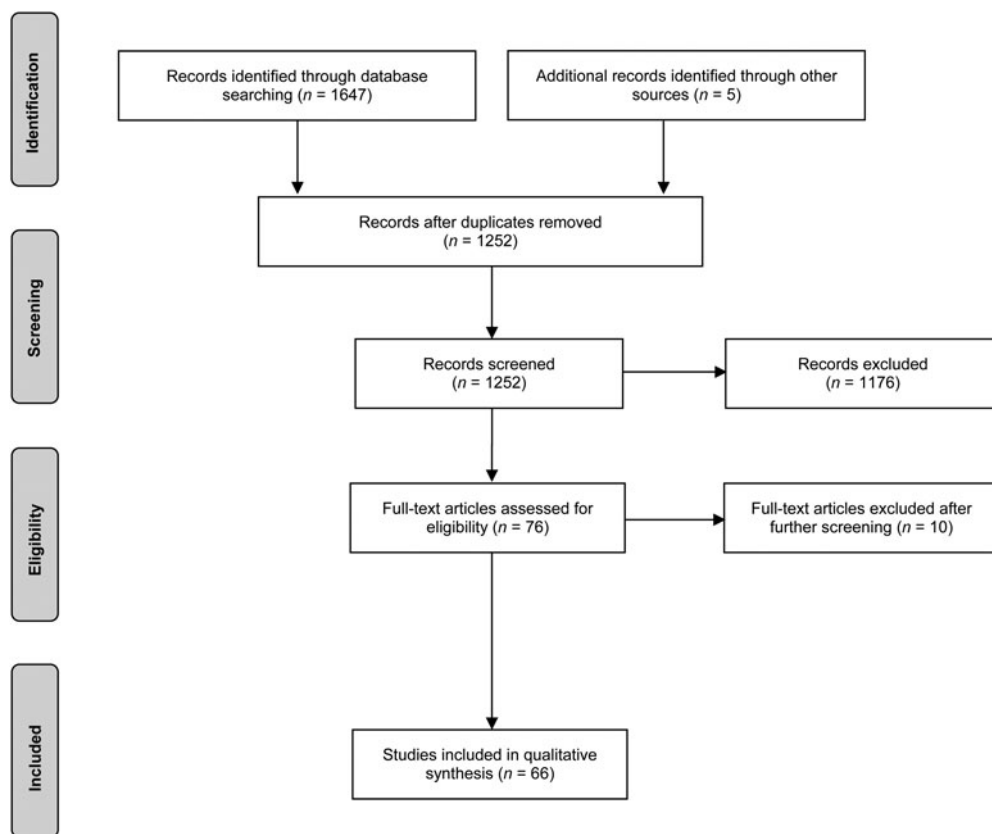 Identification
Records identified through database
searching (n = 1647)
Additional records identified through other
sources (n = 5)
Records after duplicates removed
(n = 1252)
Screening
Records screened
(n = 1252)
Records excluded
(n = 1176)
Eligibility
Full-text articles assessed for
eligibility (n = 76)
Full-text articles excluded after
further screening (n = 10)
Included
Studies included in qualitative
synthesis (n = 66)